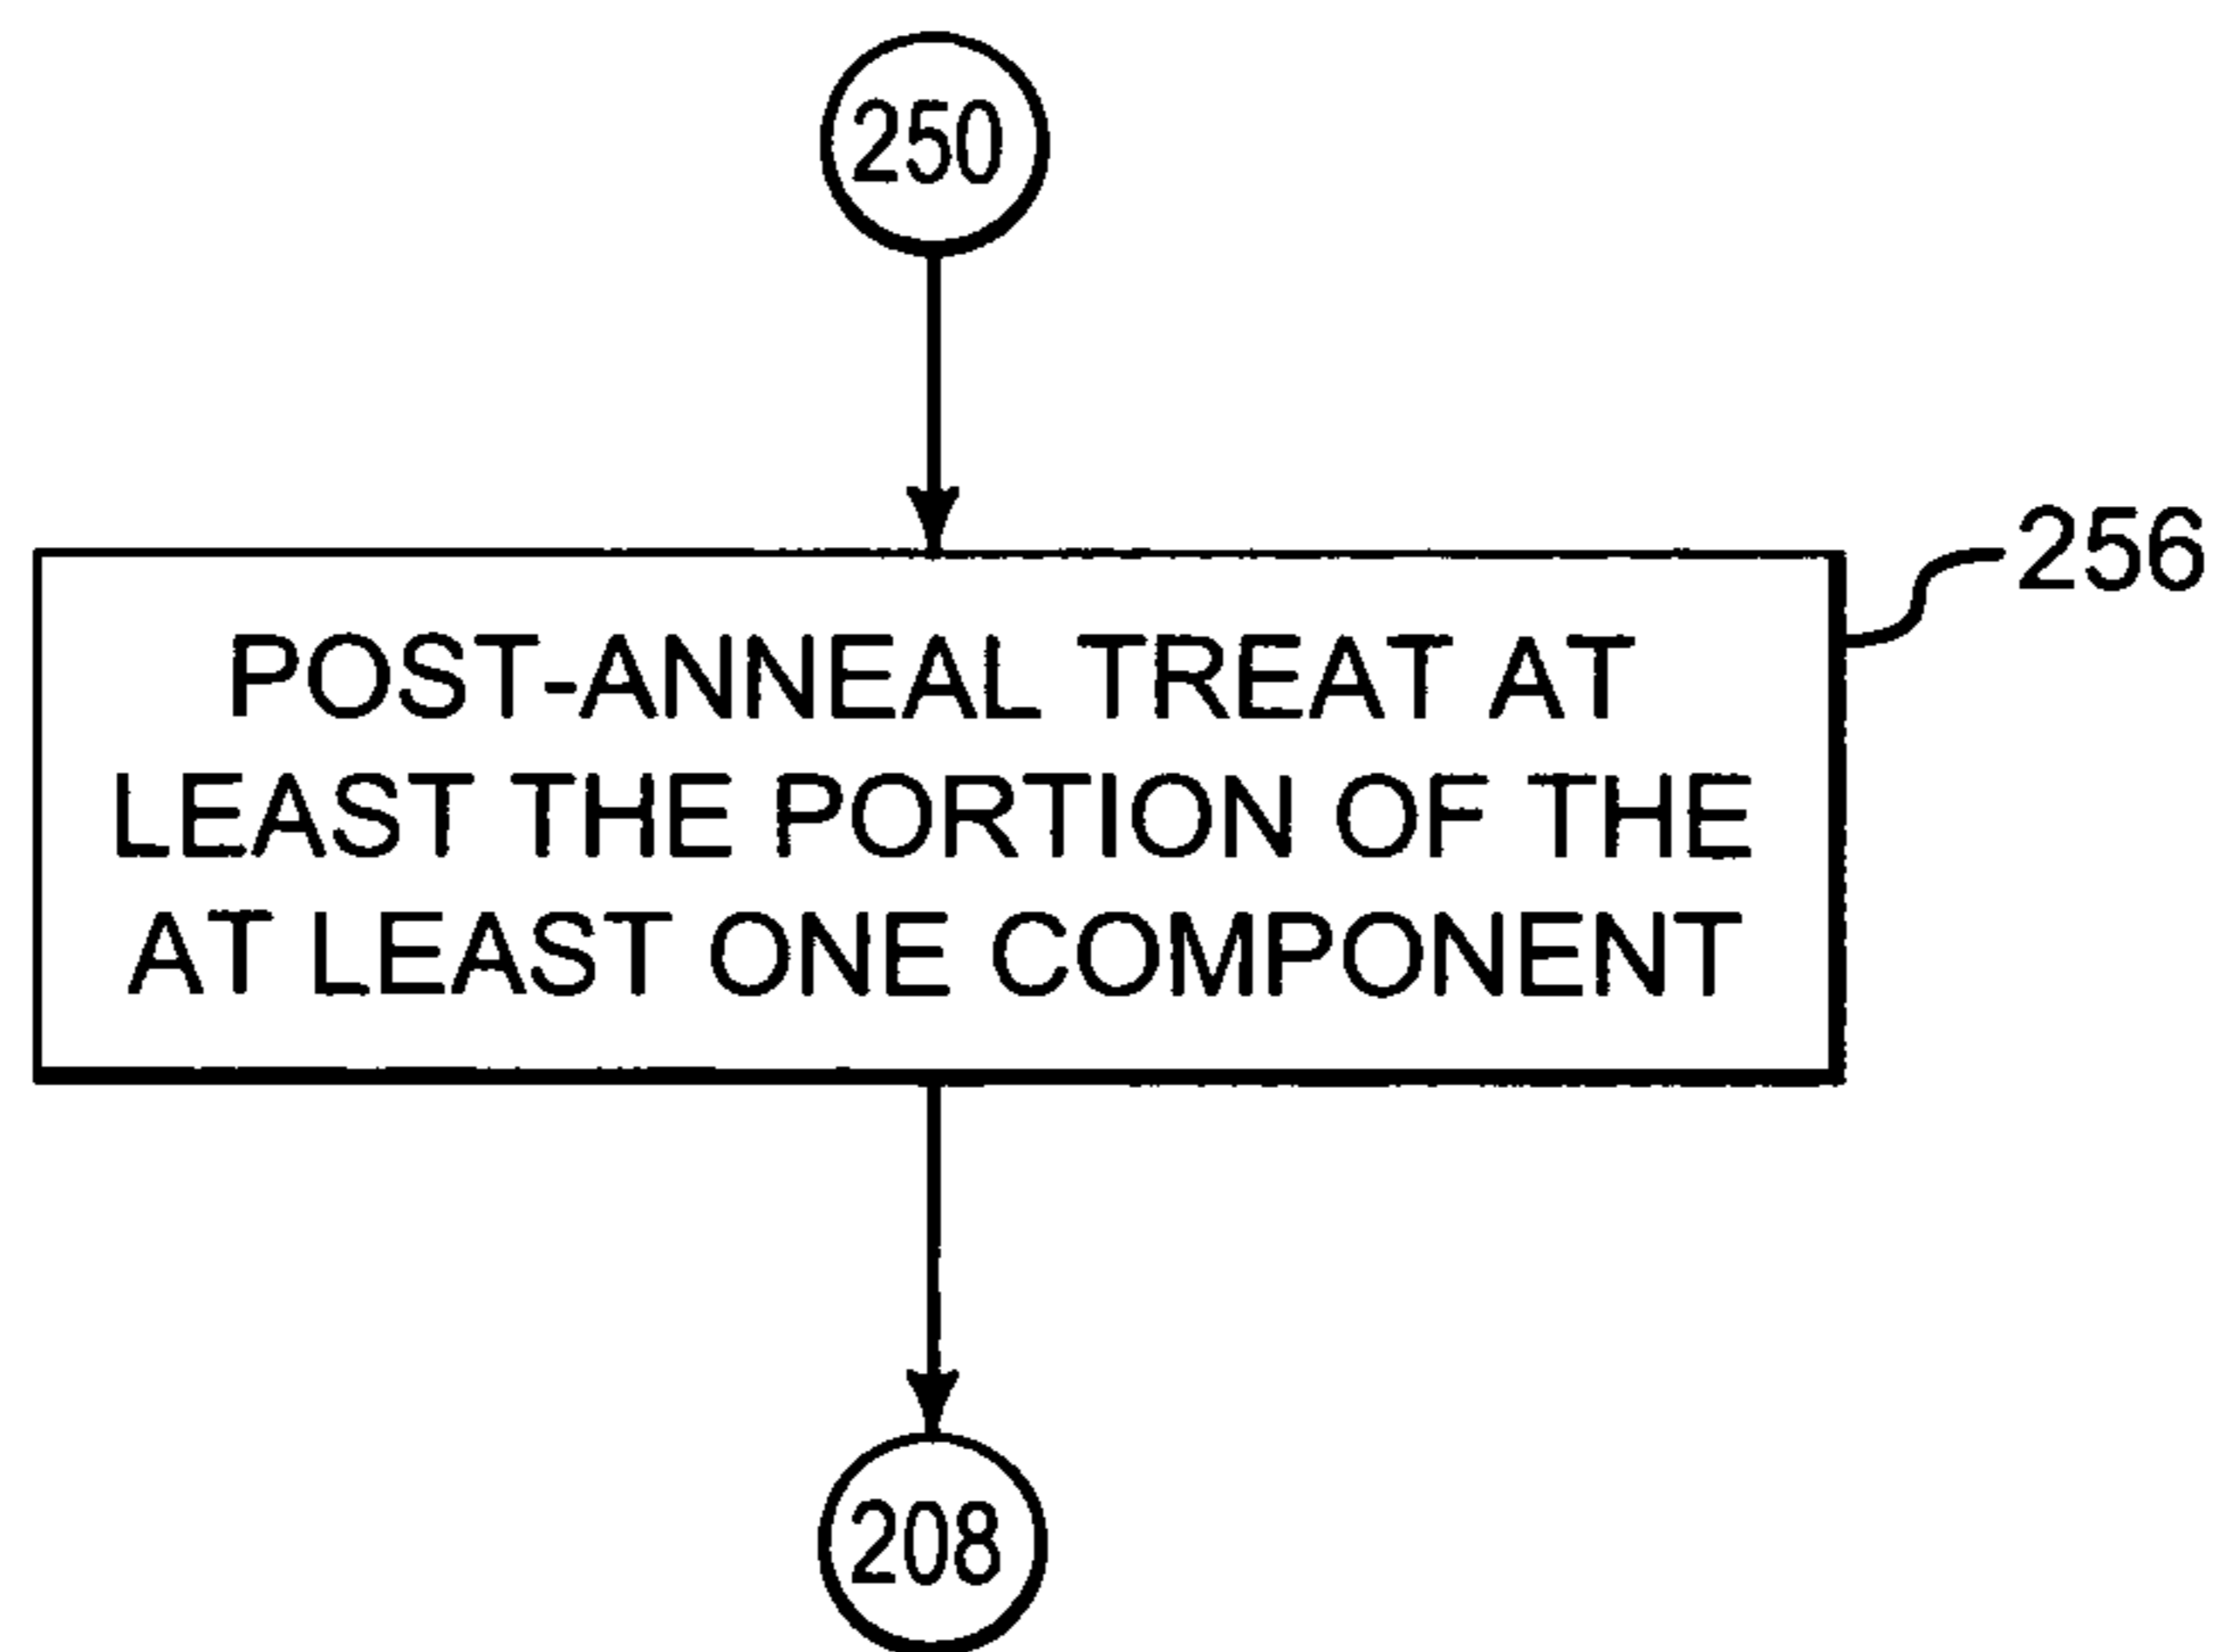 250
256
POST-ANNEAL TREAT AT
LEAST THE PORTION OF THE
AT LEAST ONE COMPONENT
208